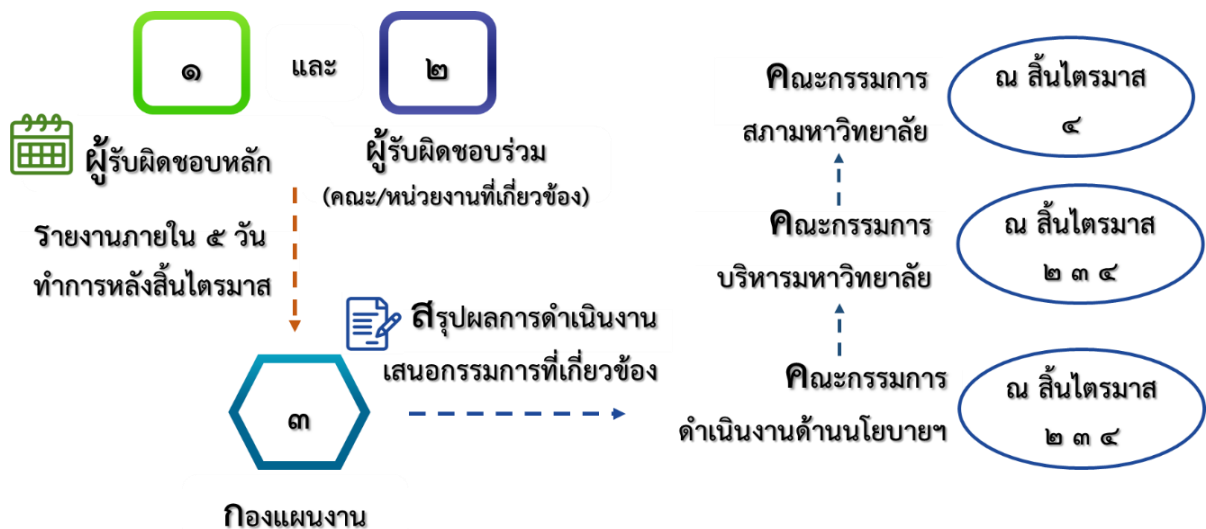 ๑
และ
๒
ผู้รับผิดชอบหลัก
ผู้รับผิดชอบร่วม
(คณะ/หน่วยงานที่เกี่ยวข้อง)
รายงานภายใน ๕ วัน
ทำการหลังสิ้นไตรมาส
สรุปผลการดำเนินงาน
เสนอกรรมการที่เกี่ยวข้อง
๓
กองแผนงาน
คณะกรรมการ
สภามหาวิทยาลัย
ณ สิ้นไตรมาส
๔
คณะกรรมการ
บริหารมหาวิทยาลัย
ณ สิ้นไตรมาส
๒ ๓ ๔
คณะกรรมการ
ดำเนินงานด้านนโยบายฯ
ณ สิ้นไตรมาส
๒ ๓ ๔